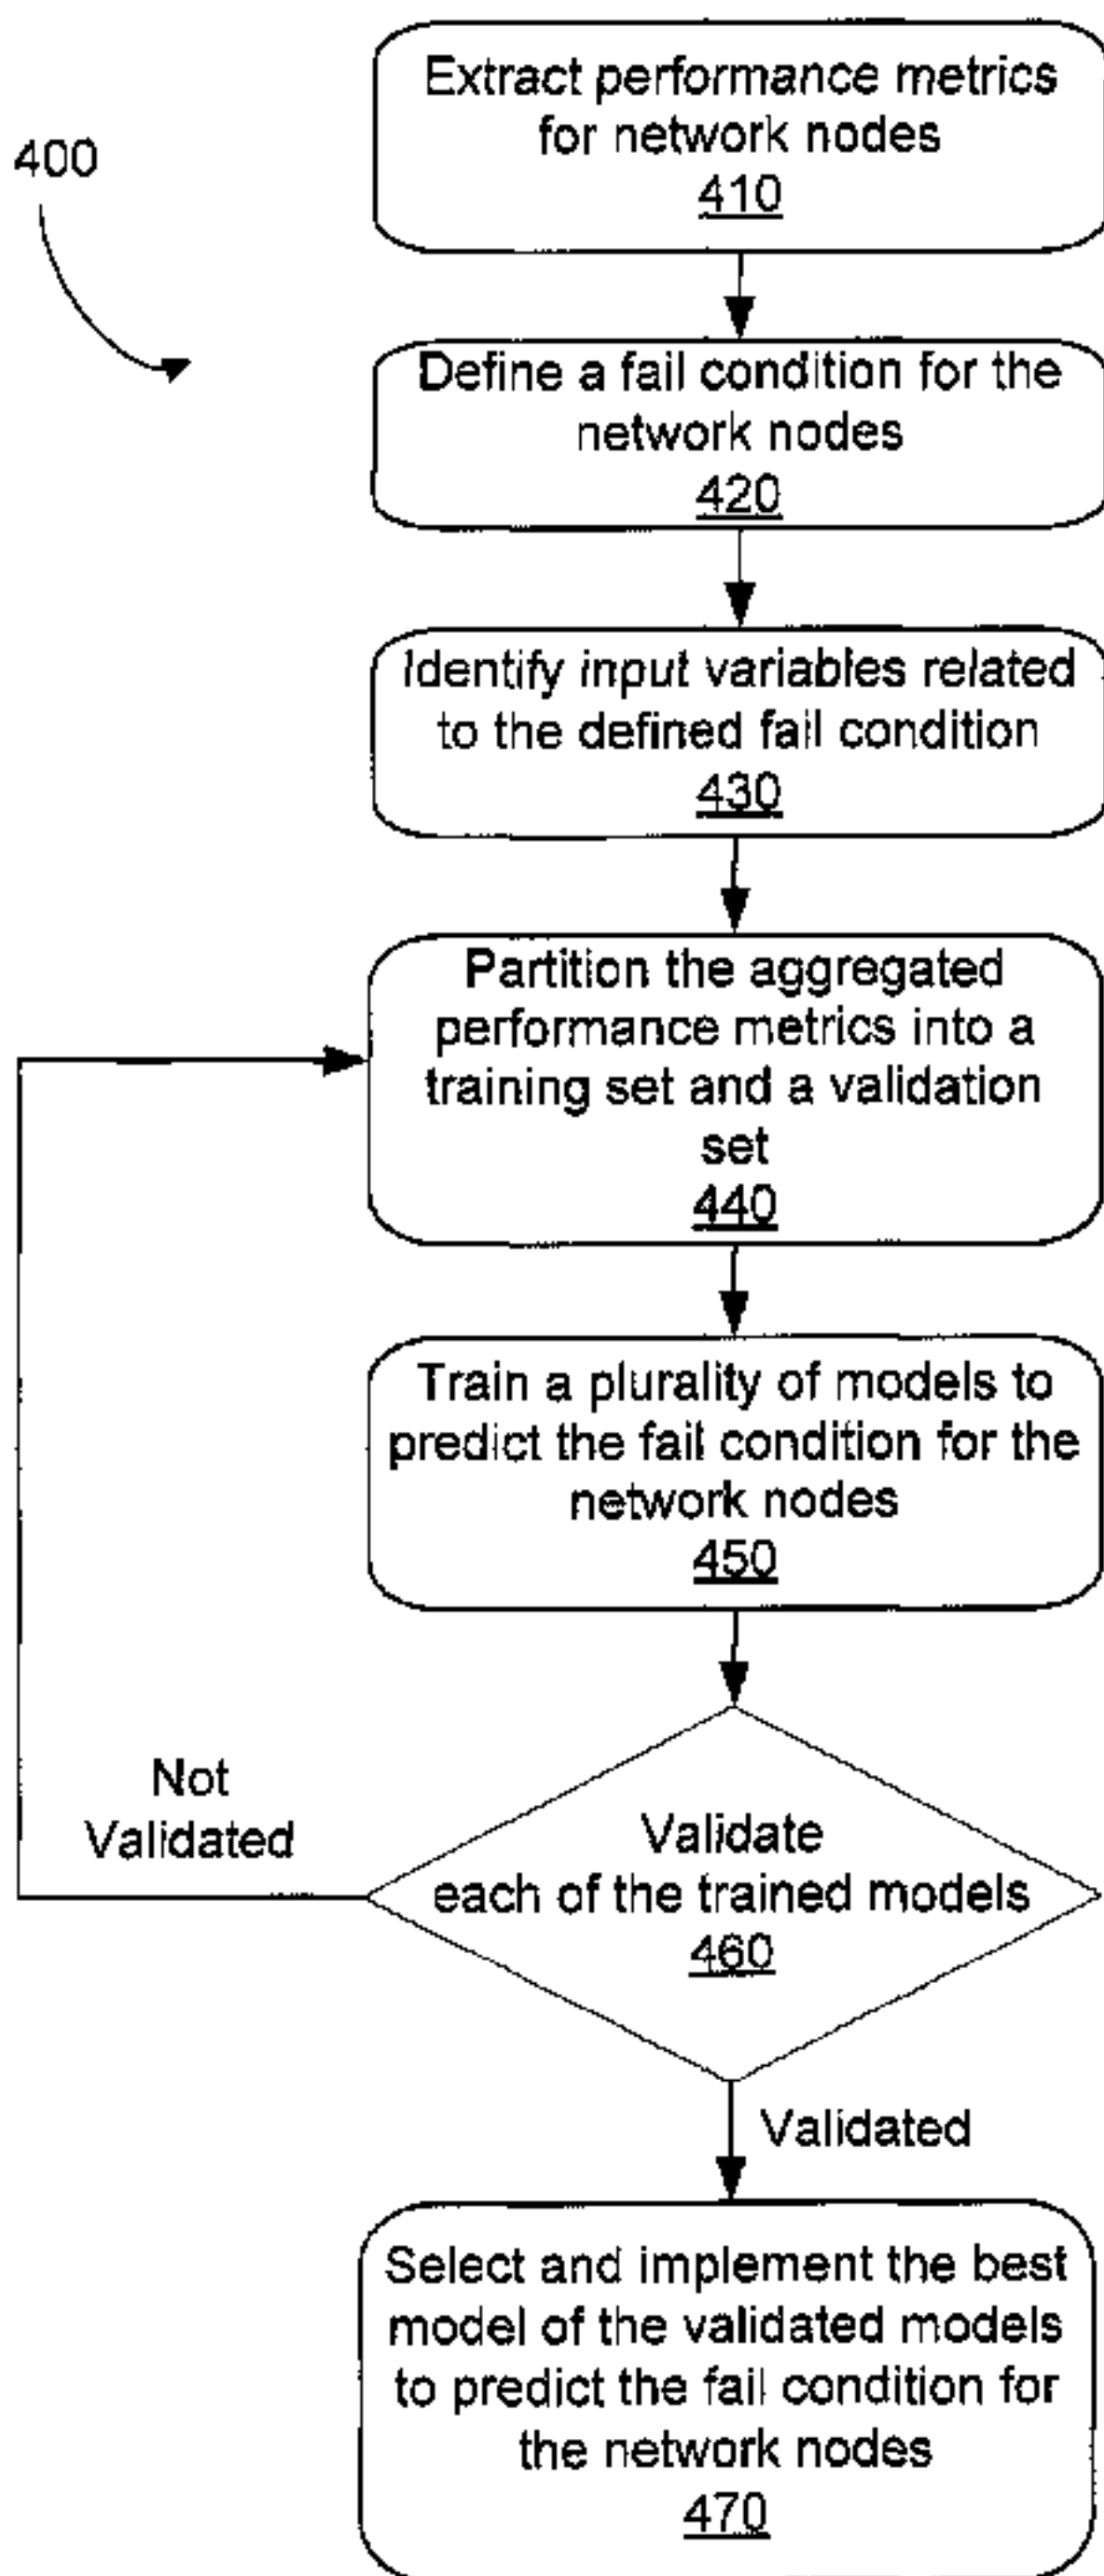 Extract performance metrics
for network nodes
410
400
Define a fail condition for the
network nodes
420
Identify input variables related
to the defined fail condition
430
Partition the aggregated
performance metrics into a
training set and a validation
set
440
Train a plurality of models to
predict the fail condition for the
network nodes
450
Not
Validated
Validate
each of the trained models
460
Validated
Select and implement the best
model of the validated models
to predict the fail condition for
the network nodes
470